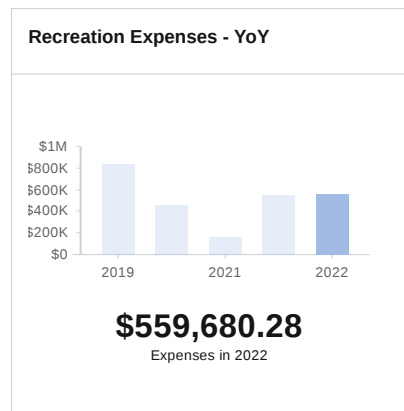 Recreation Expenses - YoY
$1M
$800K
$600K
$400K
$200K
$0
2019 2021 2022
$559,680.28
Expenses in 2022